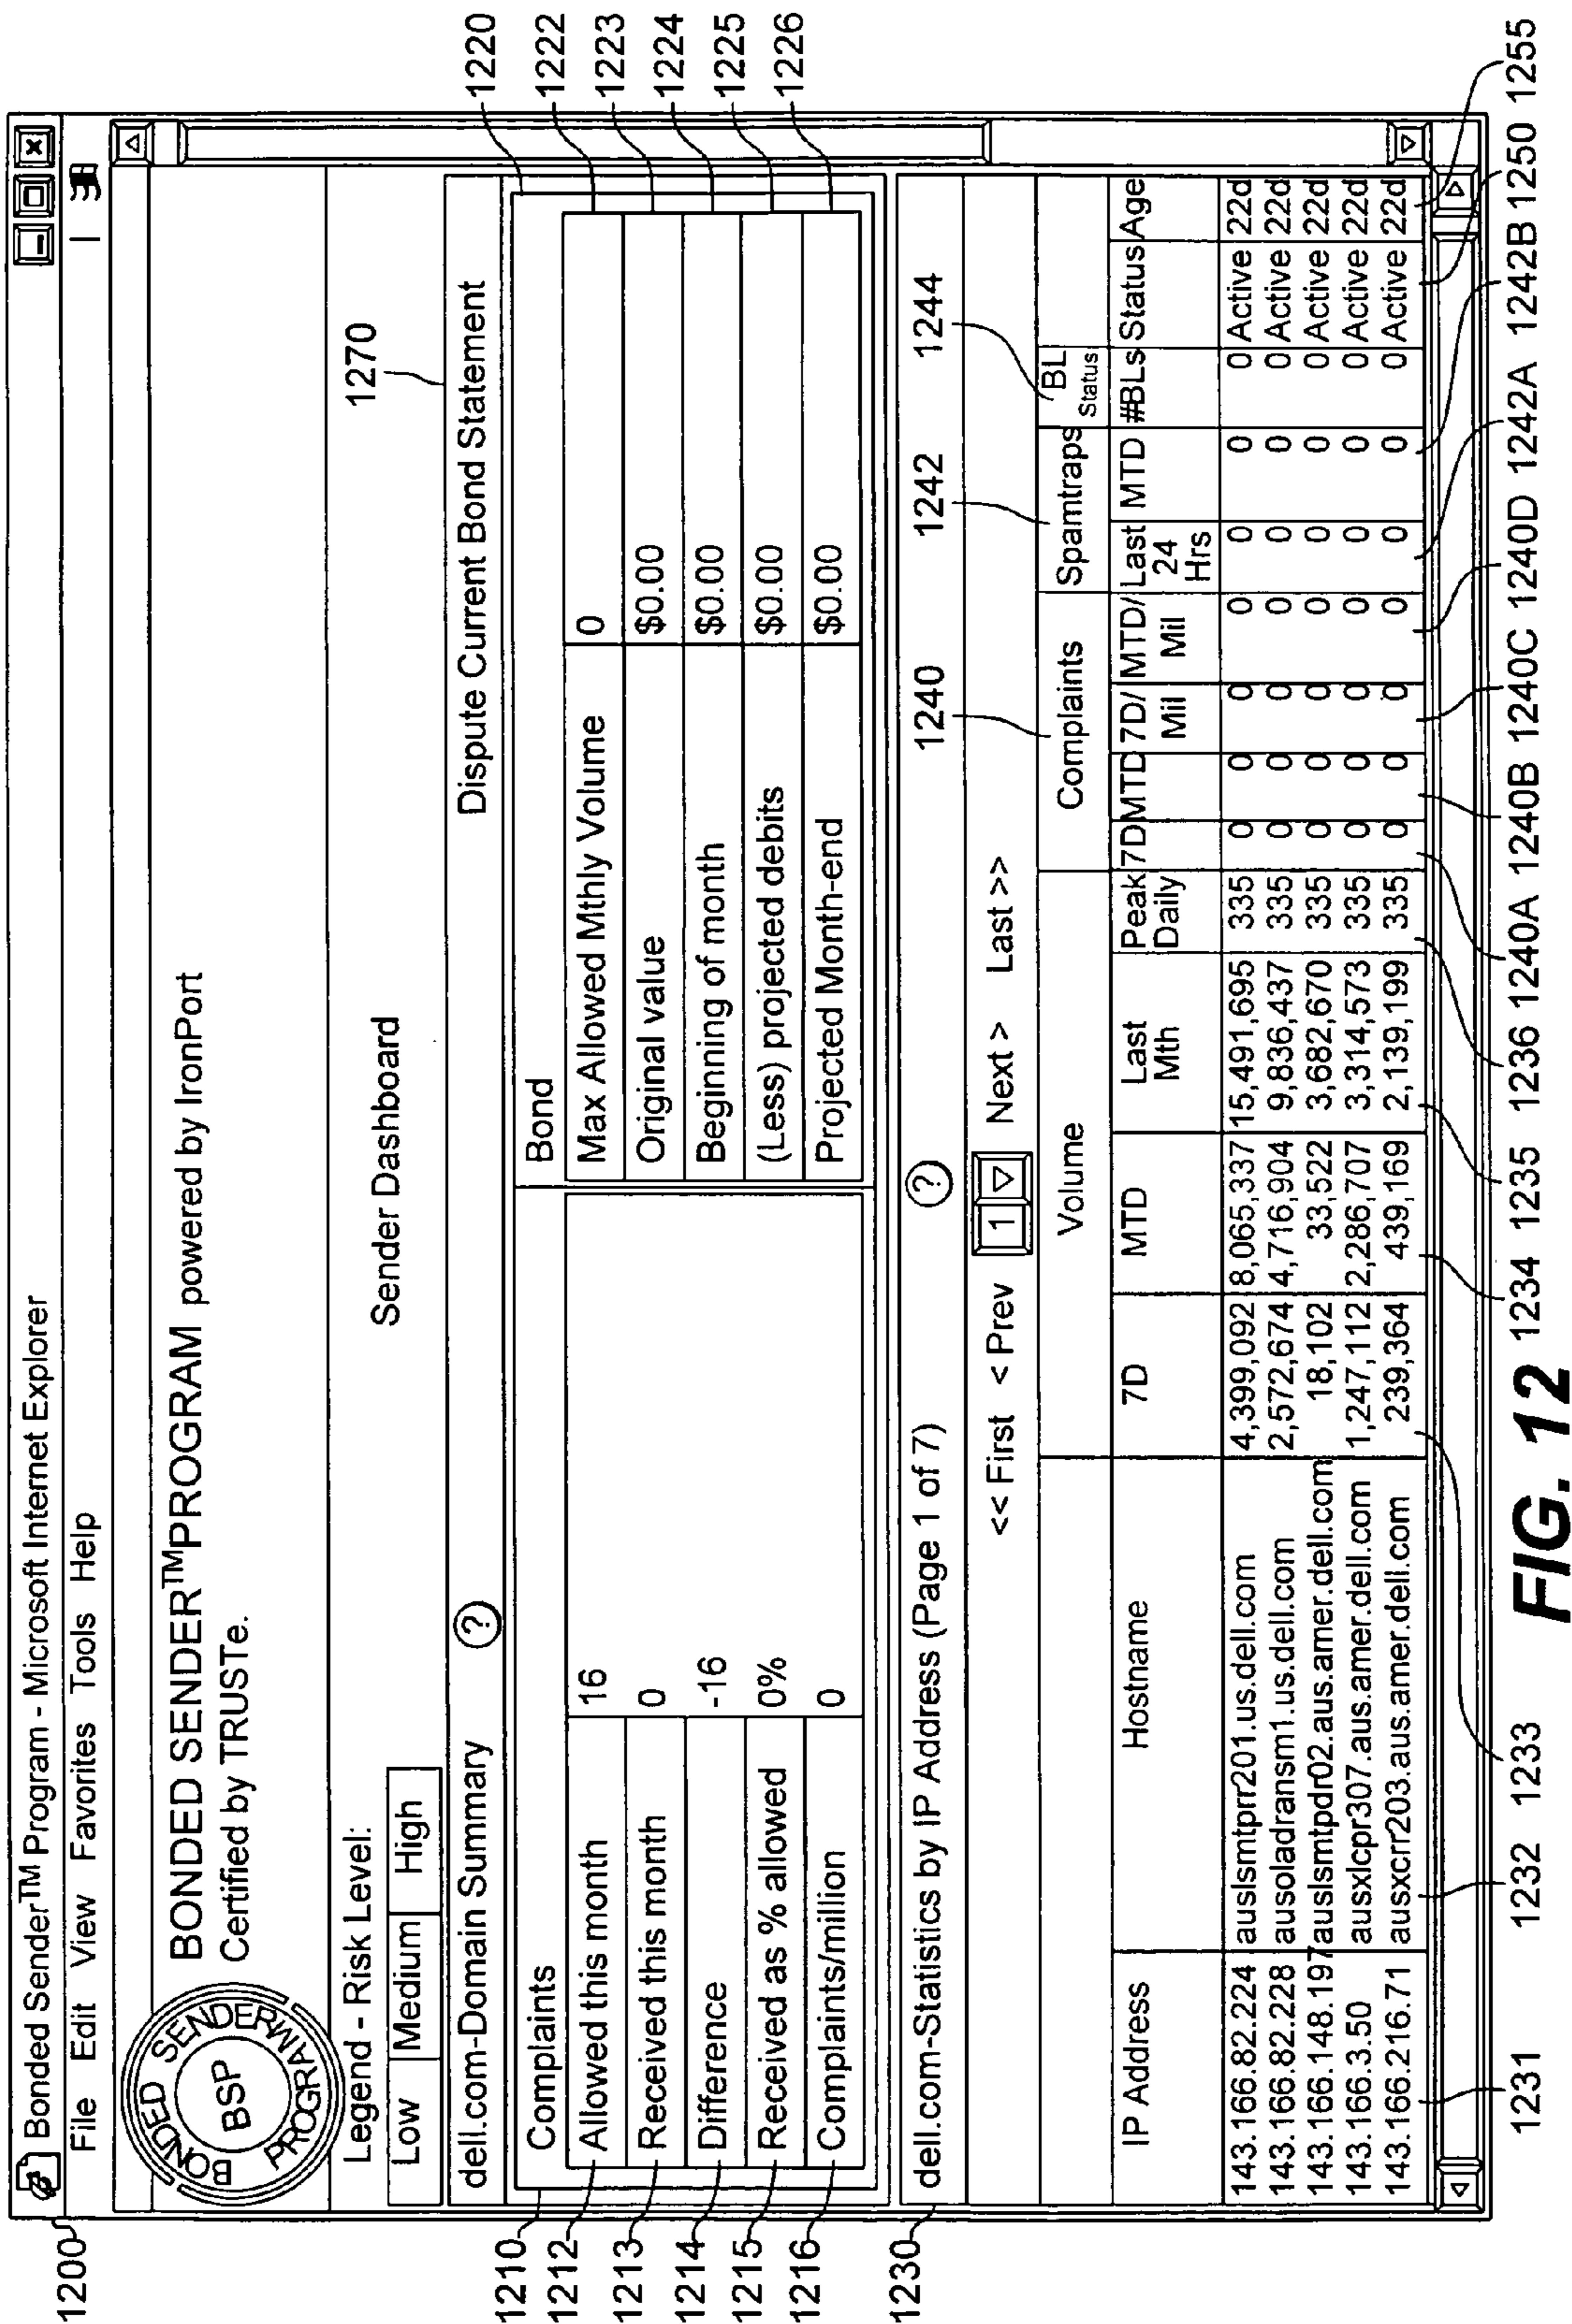 1200
Bonded Sender™ Program - Microsoft Internet Explorer
File Edit View Favorites Tools Help
BONDED SENDER PROGRAM
BSP
BONDED SENDER™PROGRAM powered by IronPort
Certified by TRUSTe.
Sender Dashboard
Legend - Risk Level:
Low Medium High
1270
dell.com-Domain Summary ? Dispute Current Bond Statement
1210 Complaints Bond 1220
1212 Allowed this month 16 Max Allowed Mthly Volume 0 1222
1213 Received this month 0 Original value $0.00 1223
1214 Difference -16 Beginning of month $0.00 1224
1215 Received as % allowed 0% (Less) projected debits $0.00 1225
1216 Complaints/million 0 Projected Month-end $0.00 1226
1230 dell.com-Statistics by IP Address (Page 1 of 7) ? 1240 1242 1244
<< First < Prev 1 Next > Last >>
Volume Complaints Spamtraps BL Status
IP Address Hostname 7D MTD Last Mth Peak Daily 7D MTD 7D/ Mil MTD/ Mil Last 24 Hrs MTD #BLs Status Age
143.166.82.224 auslsmtprr201.us.dell.com 4,399,092 8,065,337 15,491,695 335 0 0 0 0 0 0 0 Active 22d
143.166.82.228 ausoladransm1.us.dell.com 2,572,674 4,716,904 9,836,437 335 0 0 0 0 0 0 0 Active 22d
143.166.148.197 auslsmtpdr02.aus.amer.dell.com 18,102 33,522 3,682,670 335 0 0 0 0 0 0 0 Active 22d
143.166.3.50 ausxlcpr307.aus.amer.dell.com 1,247,112 2,286,707 3,314,573 335 0 0 0 0 0 0 0 Active 22d
143.166.216.71 ausxcrr203.aus.amer.dell.com 239,364 439,169 2,139,199 335 0 0 0 0 0 0 0 Active 22d
1231 1232 1233 1234 1235 1236 1240A 1240B 1240C 1240D 1242A 1242B 1250 1255
FIG. 12